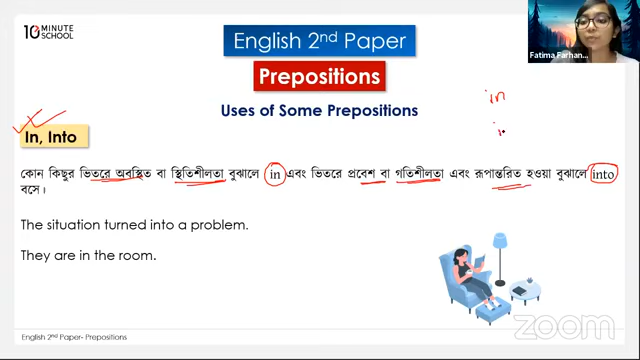 10 MINUTE SCHOOL
English 2nd Paper
Fatima Farhan...
Prepositions
Uses of Some Prepositions
in
i
In, Into
কোন কিছুর ভিতরে অবস্থিত বা স্থিতিশীলতা বুঝালে in এবং ভিতরে প্রবেশ বা গতিশীলতা এবং রূপান্তরিত হওয়া বুঝালে into
বসে।
The situation turned into a problem.
They are in the room.
zoom
English 2nd Paper- Prepositions